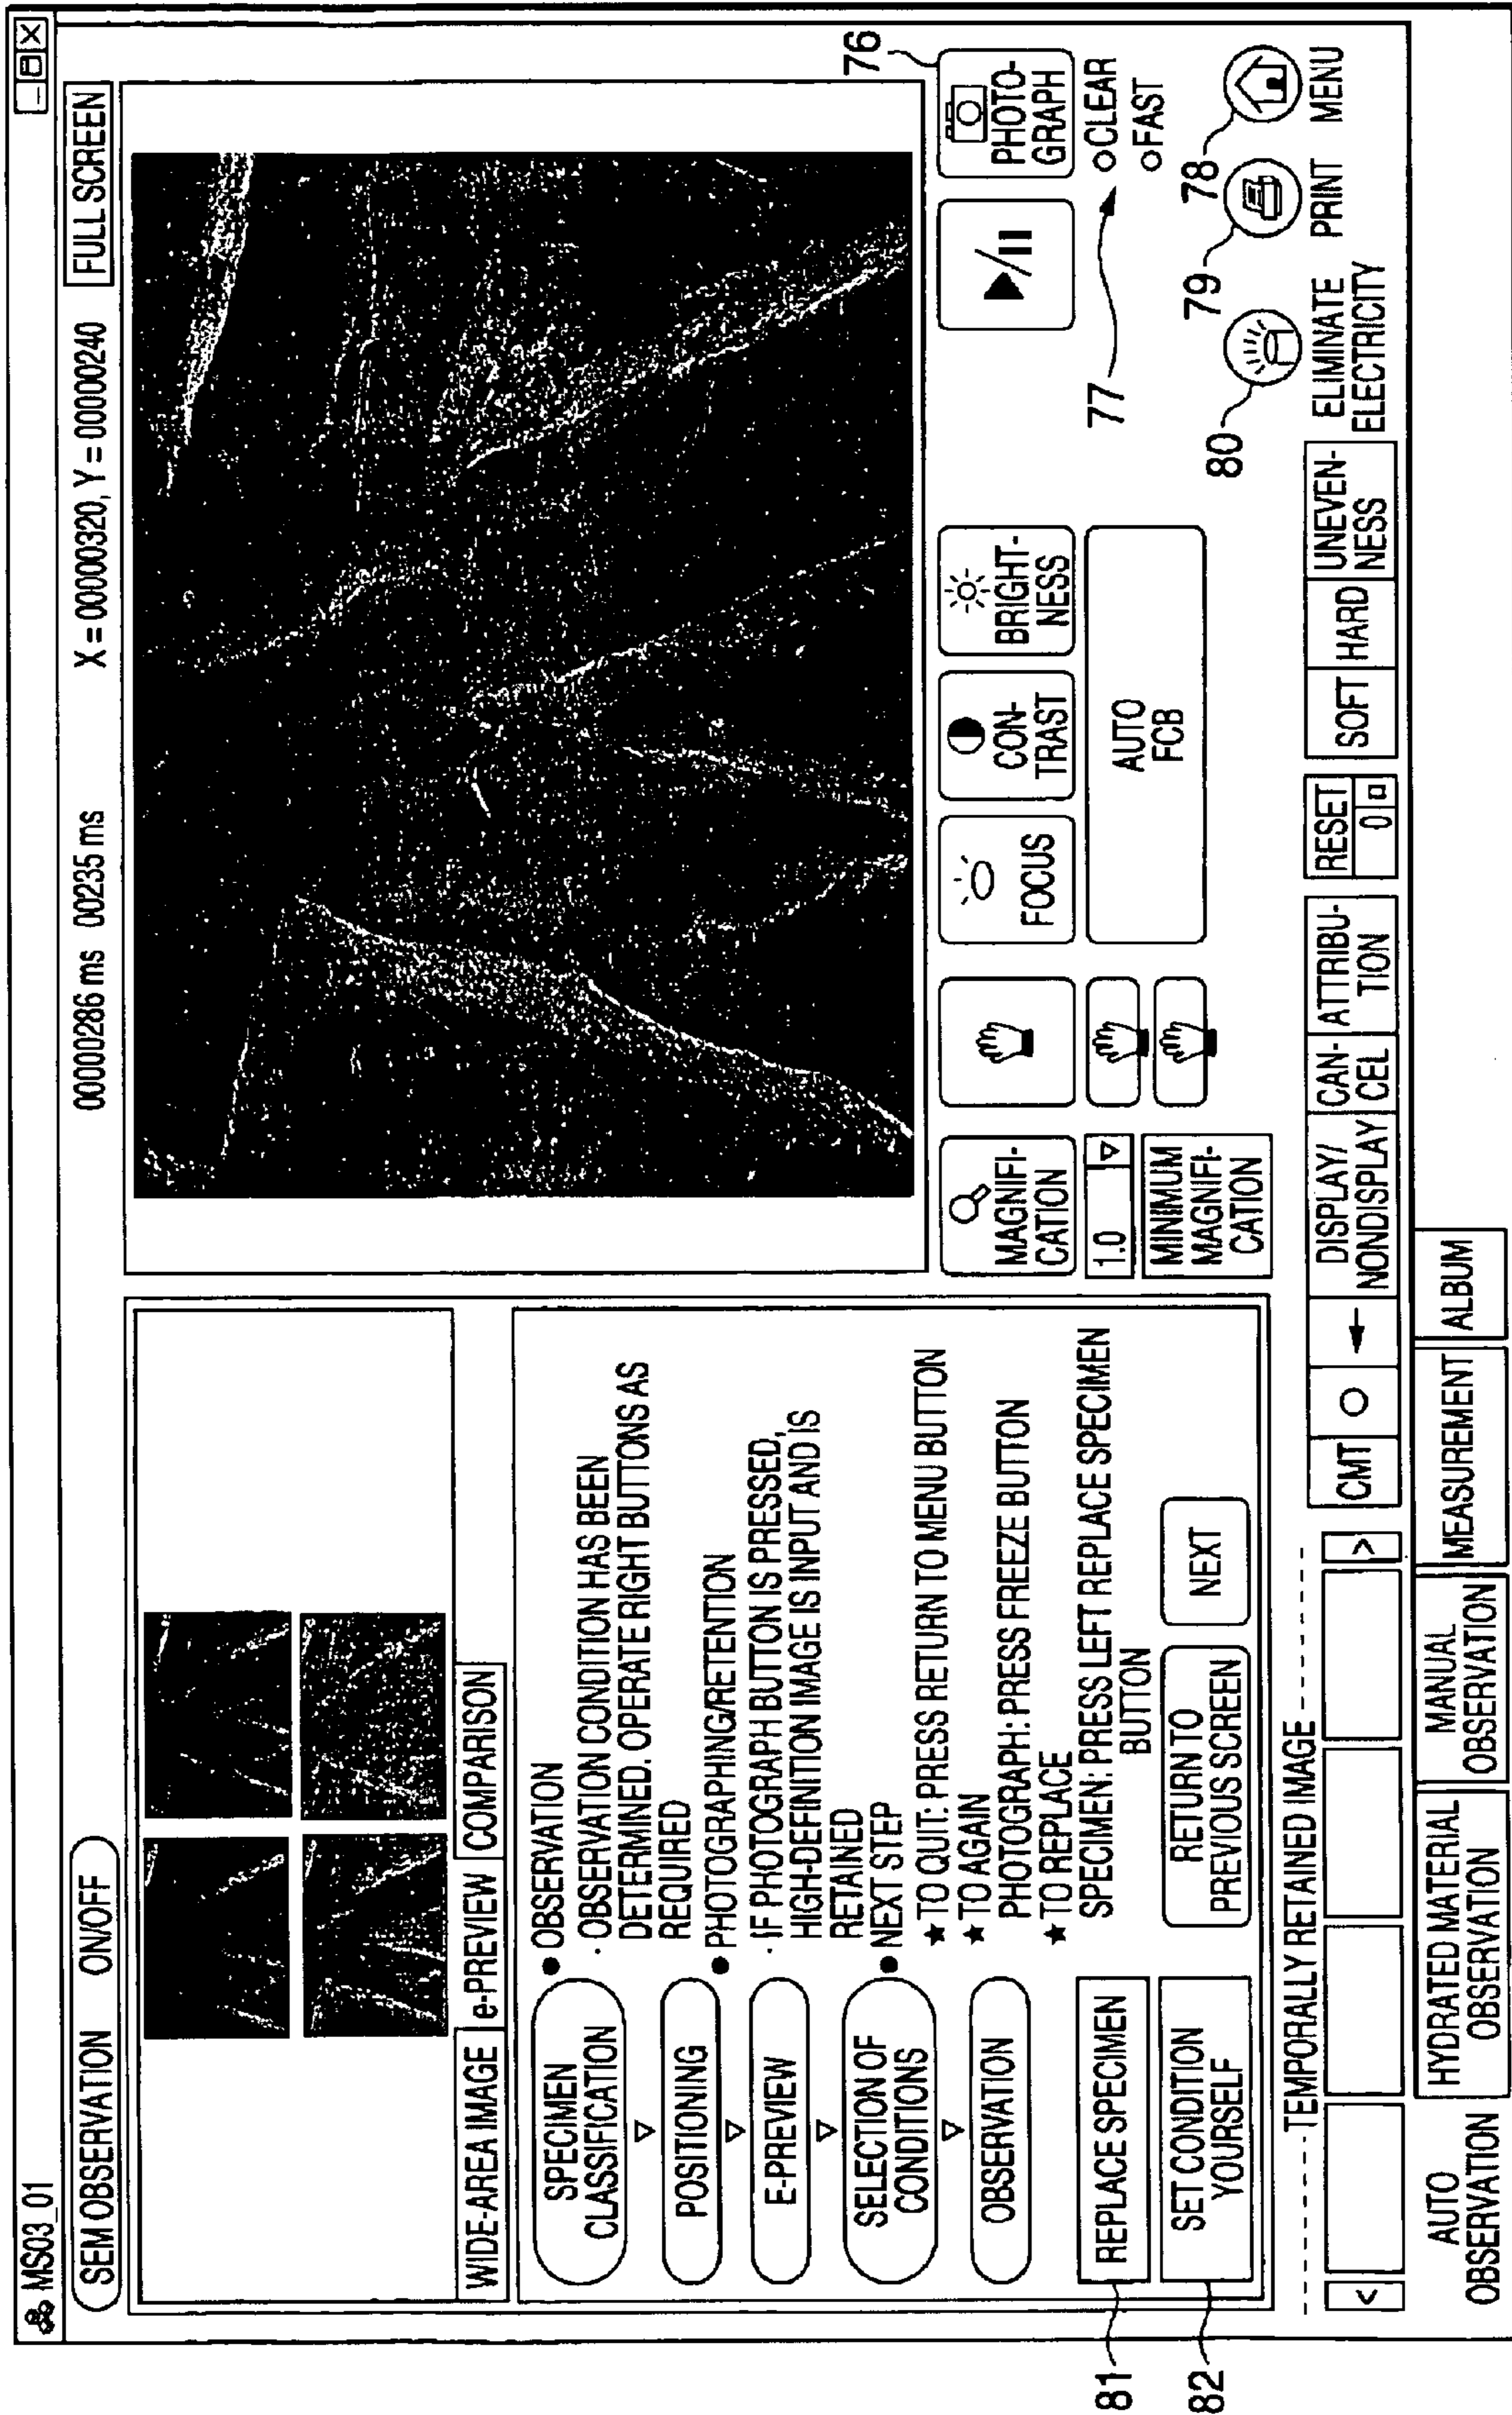 MS03_01
SEM OBSERVATION ON/OFF
00000286 ms 00235 ms
X = 00000320, Y = 00000240
FULL SCREEN
WIDE-AREA IMAGE
e-PREVIEW
COMPARISON
SPECIMEN
CLASSIFICATION
POSITIONING
E-PREVIEW
SELECTION OF
CONDITIONS
OBSERVATION
● OBSERVATION
· OBSERVATION CONDITION HAS BEEN
DETERMINED. OPERATE RIGHT BUTTONS AS
REQUIRED
● PHOTOGRAPHING/RETENTION
· IF PHOTOGRAPH BUTTON IS PRESSED,
HIGH-DEFINITION IMAGE IS INPUT AND IS
RETAINED
● NEXT STEP
★ TO QUIT: PRESS RETURN TO MENU BUTTON
★ TO AGAIN
PHOTOGRAPH: PRESS FREEZE BUTTON
★ TO REPLACE
SPECIMEN: PRESS LEFT REPLACE SPECIMEN
BUTTON
81
REPLACE SPECIMEN
82
SET CONDITION
YOURSELF
RETURN TO
PREVIOUS SCREEN
NEXT
MAGNIFI-
CATION
1.0
MINIMUM
MAGNIFI-
CATION
FOCUS
CON-
TRAST
BRIGHT-
NESS
AUTO
FCB
76
PHOTO-
GRAPH
77
CLEAR
FAST
80
79
78
ELIMINATE
ELECTRICITY
PRINT
MENU
TEMPORALLY RETAINED IMAGE
<
>
CMT
DISPLAY/
NONDISPLAY
CAN-
CEL
ATTRIBU-
TION
RESET
0
SOFT
HARD
UNEVEN-
NESS
AUTO
OBSERVATION
HYDRATED MATERIAL
OBSERVATION
MANUAL
OBSERVATION
MEASUREMENT
ALBUM